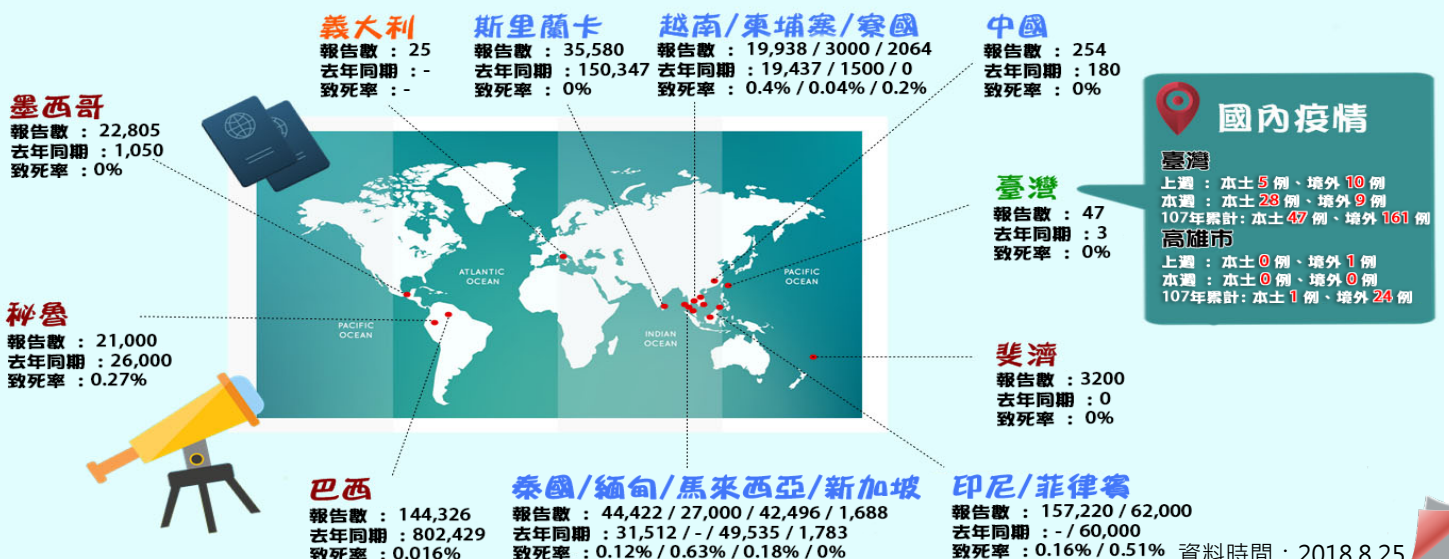 義大利
報告數 : 25
去年同期 : -
致死率 : -
斯里蘭卡
報告數 : 35,580
去年同期 : 150,347
致死率 : 0%
越南/柬埔寨/寮國
報告數 : 19,938 / 3000 / 2064
去年同期 : 19,437 / 1500 / 0
致死率 : 0.4% / 0.04% / 0.2%
中國
報告數 : 254
去年同期 : 180
致死率 : 0%
墨西哥
報告數 : 22,805
去年同期 : 1,050
致死率 : 0%
國內疫情
臺灣
上週 : 本土 5 例、境外 10 例
本週 : 本土 28 例、境外 9 例
107年累計: 本土 47 例、境外 161 例
高雄市
上週 : 本土 0 例、境外 1 例
本週 : 本土 0 例、境外 0 例
107年累計: 本土 1 例、境外 24 例
臺灣
報告數 : 47
去年同期 : 3
致死率 : 0%
ATLANTIC
OCEAN
PACIFIC
OCEAN
PACIFIC
OCEAN
INDIAN
OCEAN
秘魯
報告數 : 21,000
去年同期 : 26,000
致死率 : 0.27%
斐濟
報告數 : 3200
去年同期 : 0
致死率 : 0%
巴西
報告數 : 144,326
去年同期 : 802,429
致死率 : 0.016%
泰國/緬甸/馬來西亞/新加坡
報告數 : 44,422 / 27,000 / 42,496 / 1,688
去年同期 : 31,512 / - / 49,535 / 1,783
致死率 : 0.12% / 0.63% / 0.18% / 0%
印尼/菲律賓
報告數 : 157,220 / 62,000
去年同期 : - / 60,000
致死率 : 0.16% / 0.51%
資料時間 : 2018.8.25